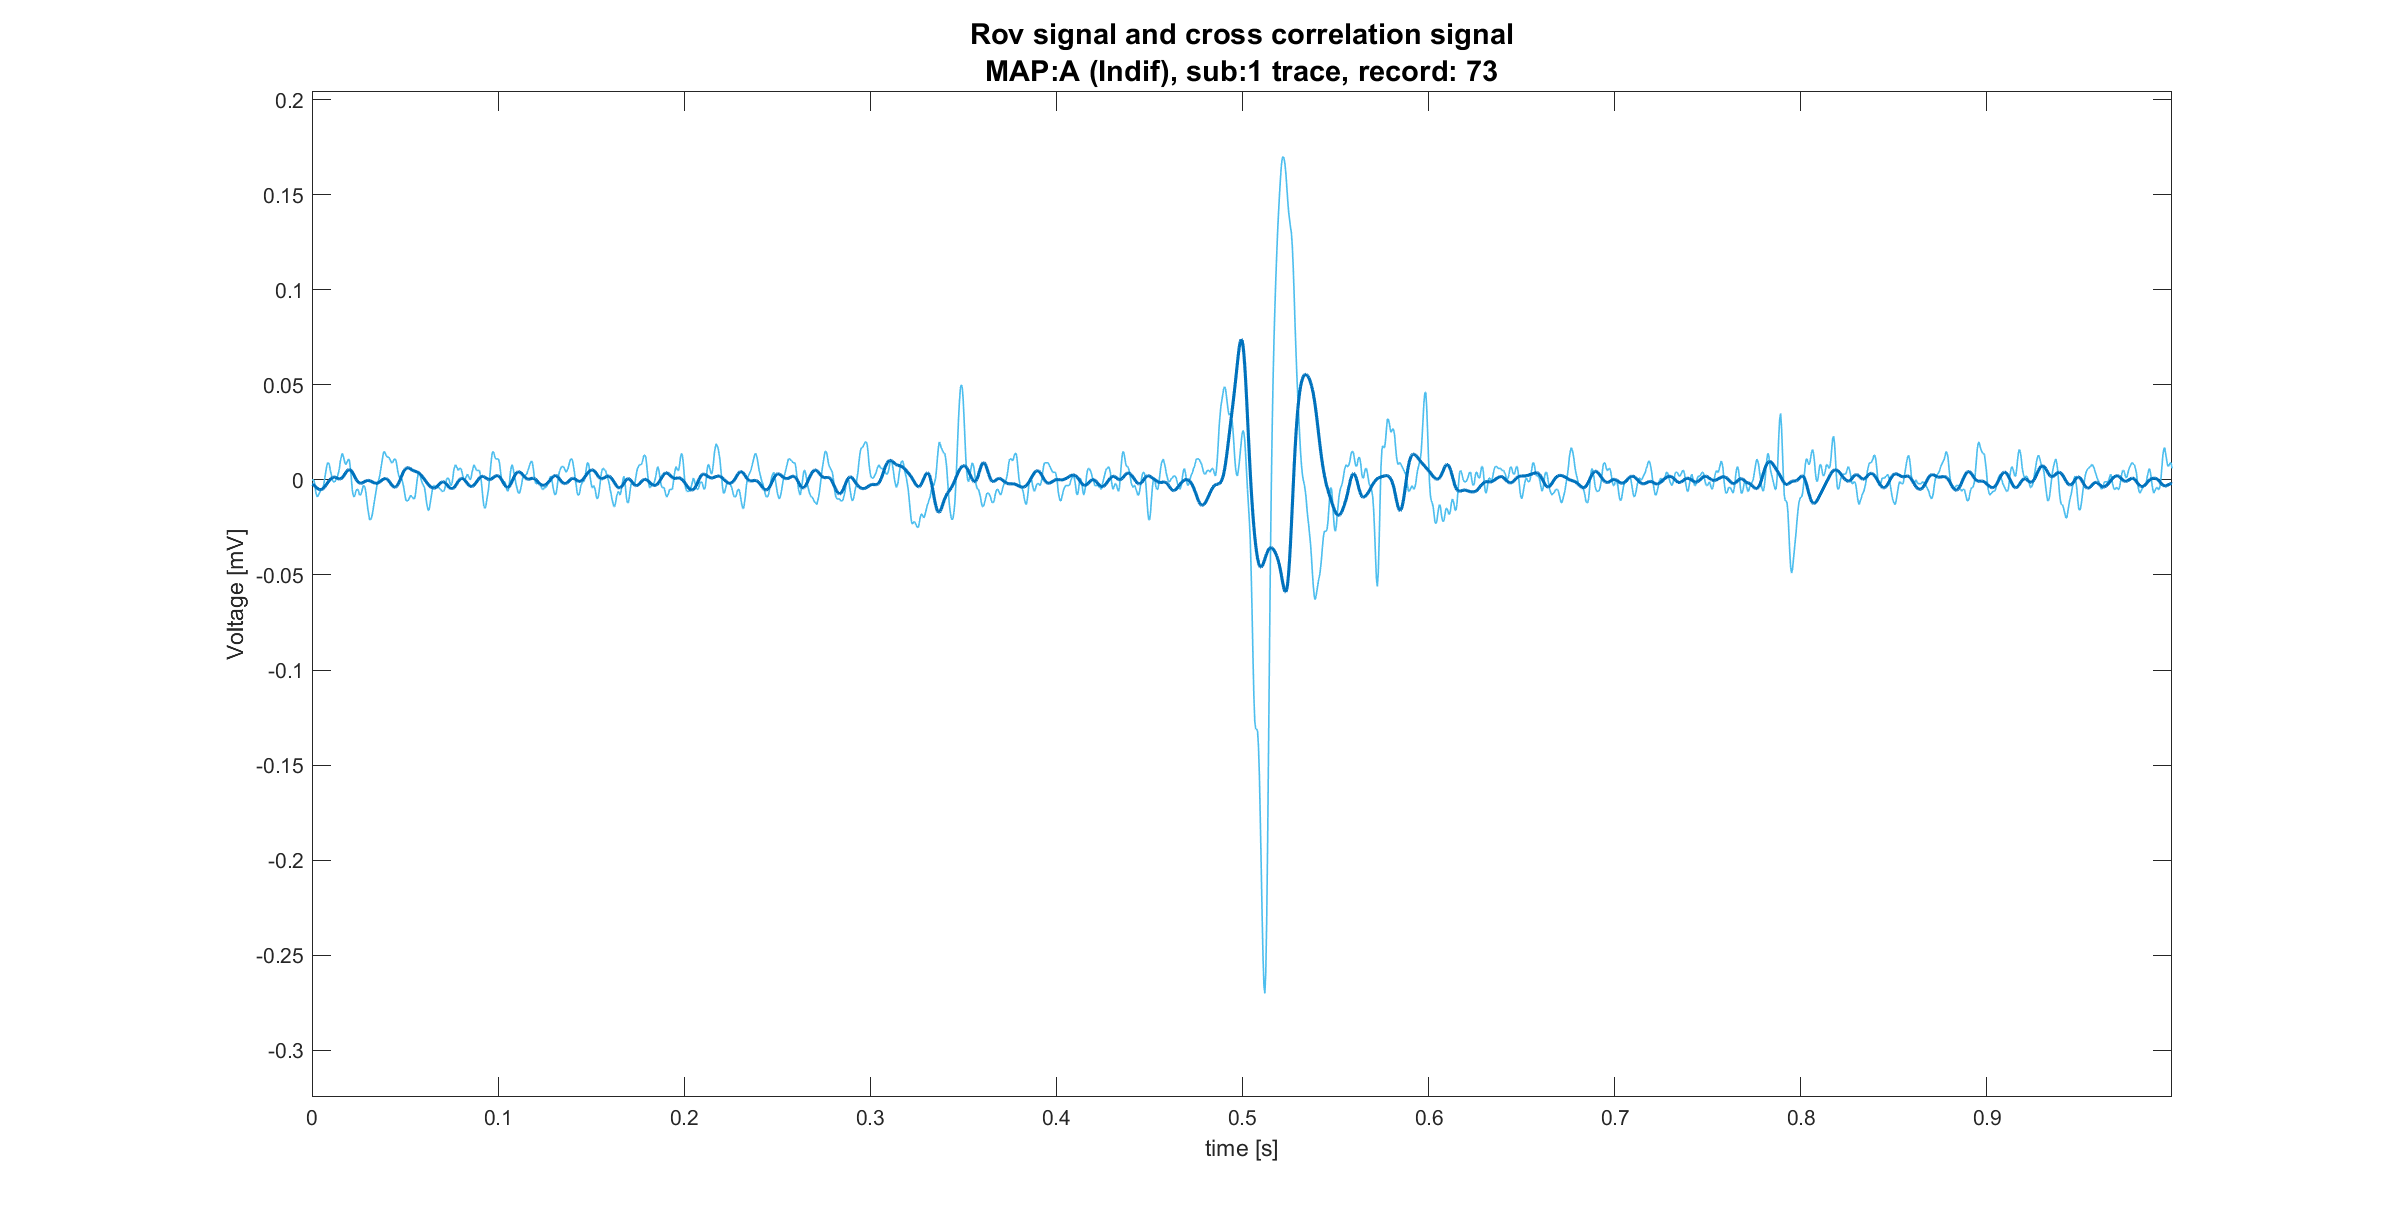 Rov signal and cross correlation signal
MAP:A (Indif), sub:1 trace, record: 73
0.2
0.15
0.1
0.05
0
-0.05
-0.1
-0.15
-0.2
-0.25
-0.3
Voltage [mV]
0 0.1 0.2 0.3 0.4 0.5 0.6 0.7 0.8 0.9
time [s]